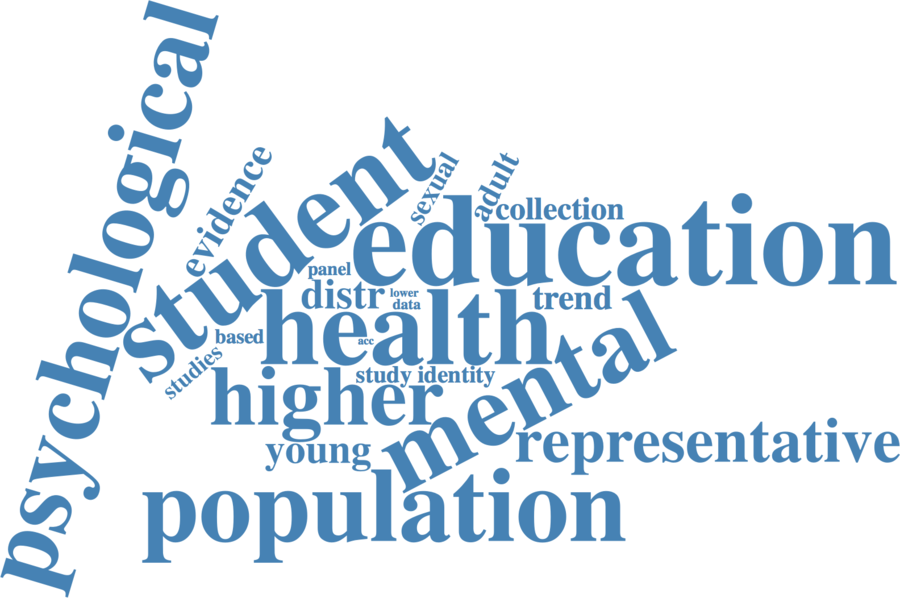 psychological
evidence
student
sexual
adult
collection
education
panel
distr
lower
data
trend
health
based
acc
studies
study identity
higher
mental
young
representative
population